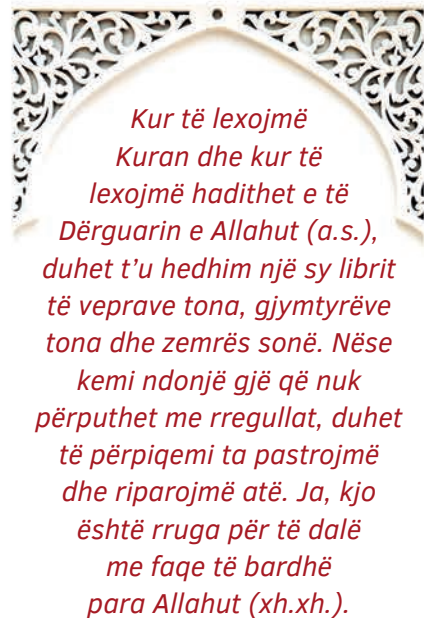 Kur të lexojmë
Kuran dhe kur të
lexojmë hadithet e të
Dërguarin e Allahut (a.s.),
duhet t’u hedhim një sy librit
të veprave tona, gjymtyrëve
tona dhe zemrës sonë. Nëse
kemi ndonjë gjë që nuk
përputhet me rregullat, duhet
të përpiqemi ta pastrojmë
dhe riparojmë atë. Ja, kjo
është rruga për të dalë
me faqe të bardhë
para Allahut (xh.xh.).